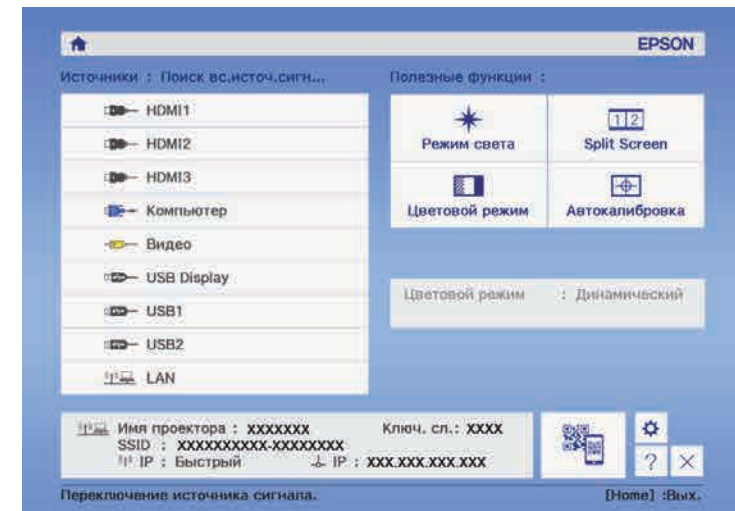 EPSON
Источники : Поиск вс.источ.сигн...
HDMI1
HDMI2
HDMI3
Компьютер
Видео
USB Display
USB1
USB2
LAN
Полезные функции :
Режим света
1 2
Split Screen
Цветовой режим
Автокалибровка
Цветовой режим : Динамический
Имя проектора : XXXXXXX Ключ. сл.: XXXX
SSID : XXXXXXXXXX-XXXXXXXX
IP : Быстрый IP : XXX.XXX.XXX.XXX
?
Переключение источника сигнала. [Home] :Вых.